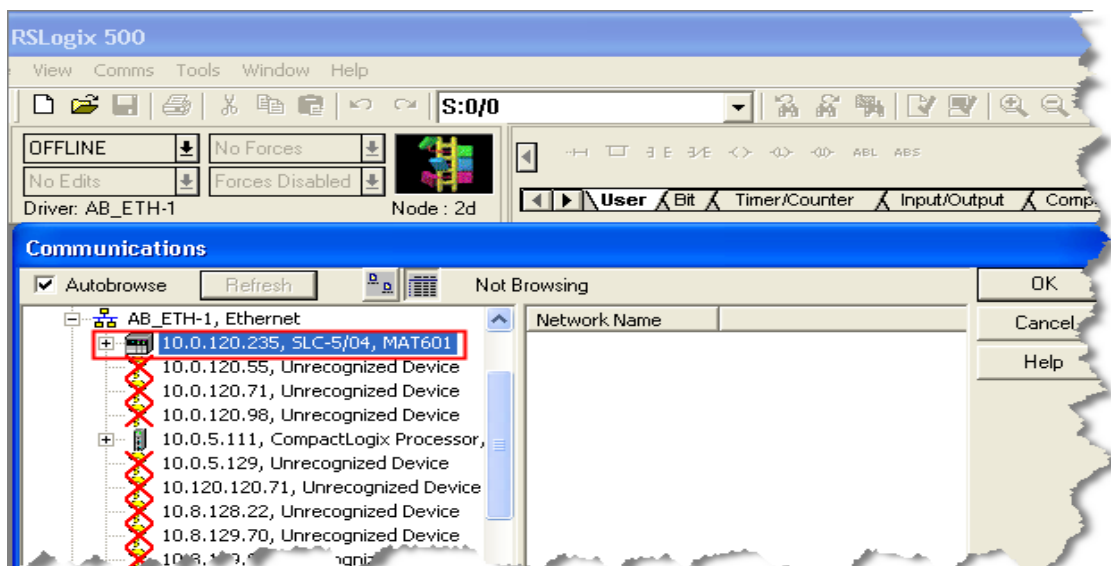 RSLogix 500
View Comms Tools Window Help
S:0/0
OFFLINE No Forces
No Edits Forces Disabled
Driver: AB_ETH-1 Node : 2d
ABL ABS
User Bit Timer/Counter Input/Output Comp
Communications
Autobrowse Refresh Not Browsing OK
AB_ETH-1, Ethernet Network Name Cancel
10.0.120.235, SLC-5/04, MAT601
10.0.120.55, Unrecognized Device Help
10.0.120.71, Unrecognized Device
10.0.120.98, Unrecognized Device
10.0.5.111, CompactLogix Processor,
10.0.5.129, Unrecognized Device
10.120.120.71, Unrecognized Device
10.8.128.22, Unrecognized Device
10.8.129.70, Unrecognized Device